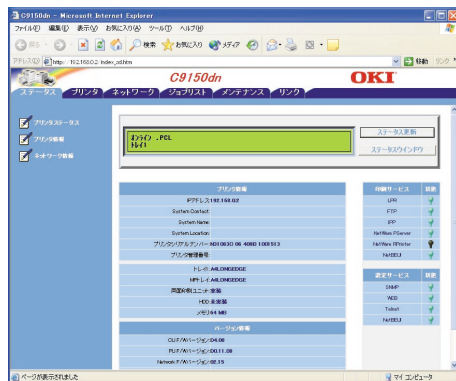 C9150dn - Microsoft Internet Explorer
ファイル(F) 編集(E) 表示(V) お気に入り(A) ツール(T) ヘルプ(H)
戻る 検索 お気に入り メディア
アドレス(D) 移動 リンク
C9150dn OKI
ステータス プリンタ ネットワーク ジョブリスト メンテナンス リンク
プリンタステータス
プリンタ情報
ネットワーク情報
オンライン .PCL
トレイ1
ステータス更新
ステータスウインドウ
プリンタ情報
IPアドレス:192.168.0.2
System Contact:
System Name:
System Location:
プリンタシリアルナンバー:
プリンタ管理番号:
トレイ1: A4LONGEDGE
MPトレイ: A4LONGEDGE
両面印刷ユニット: 実装
HDD: 未実装
メモリ: 64 MB
バージョン情報
CU F/Wバージョン: D4.08
PU F/Wバージョン: 00.11.08
Network F/Wバージョン: 02.15
印刷サービス 状態
LPR
FTP
IPP
NetWare PServer
NetWare RPrinter
NetBEUI
設定サービス 状態
SNMP
WEB
Telnet
NetBEUI
ページが表示されました マイ コンピュータ